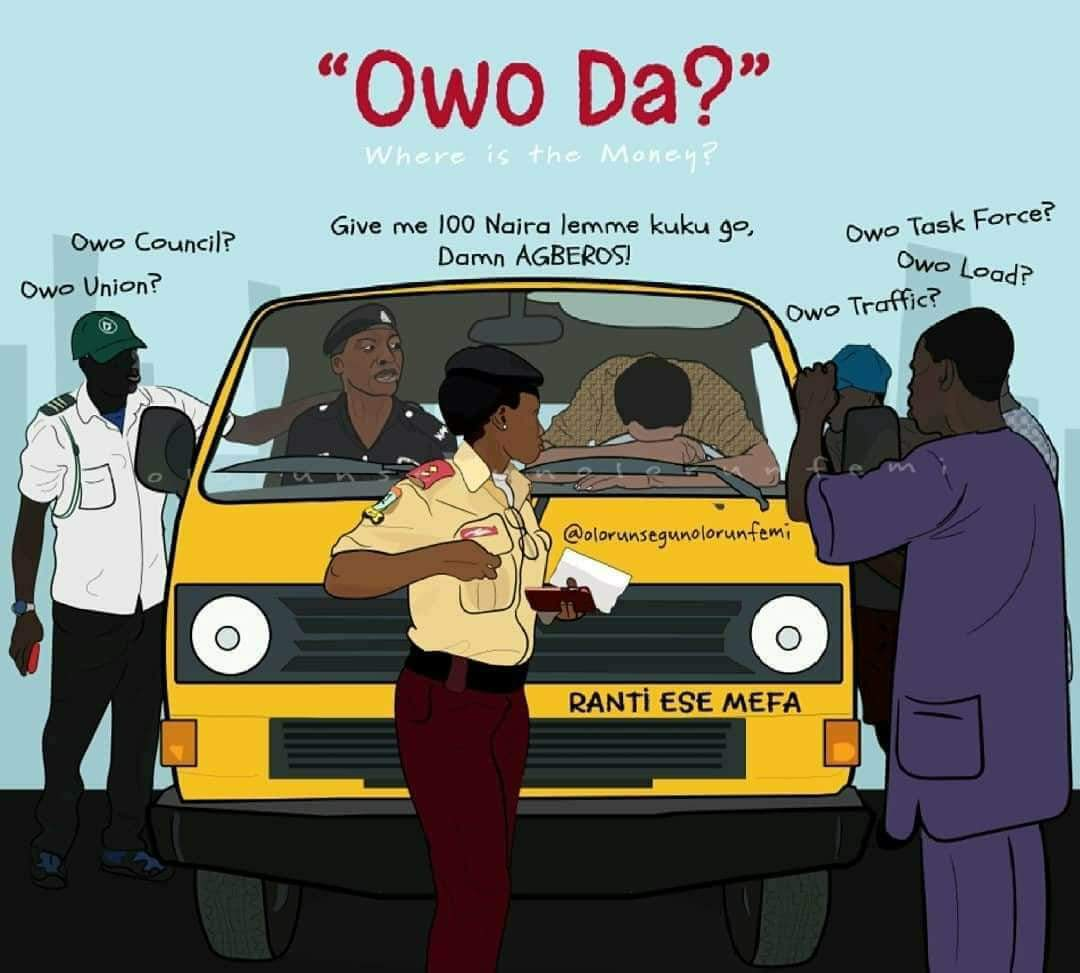 “Owo Da?”
Where is the Money?
Give me 100 Naira lemme kuku go,
Damn AGBEROS!
Owo Council?
Owo Union?
Owo Task Force?
Owo Load?
Owo Traffic?
@olorunsegunolorunfemi
RANTİ ESE MEFA